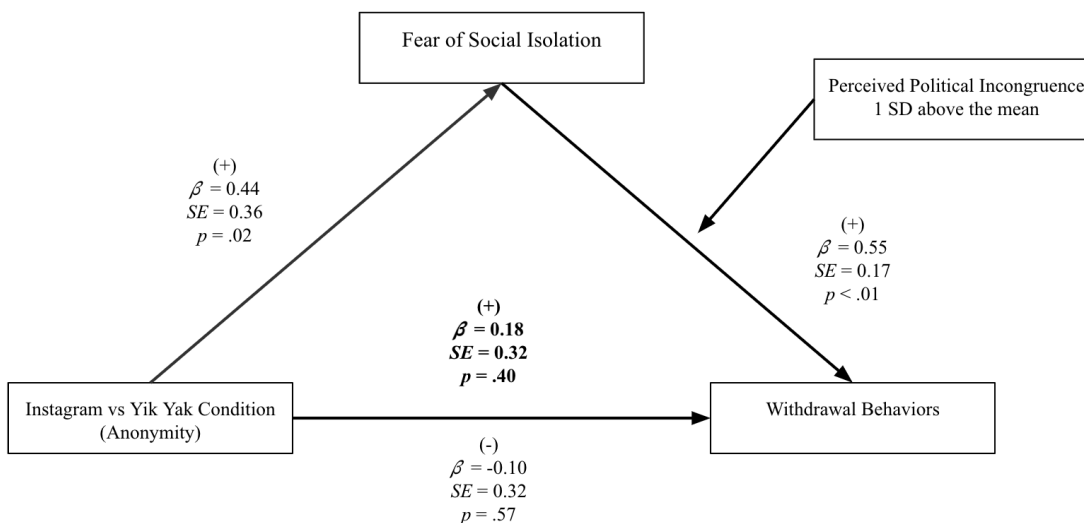 Fear of Social Isolation
Perceived Political Incongruence
1 SD above the mean
(+)
β = 0.44
SE = 0.36
p = .02
(+)
β = 0.55
SE = 0.17
p < .01
(+)
β = 0.18
SE = 0.32
p = .40
Instagram vs Yik Yak Condition
(Anonymity)
Withdrawal Behaviors
(-)
β = -0.10
SE = 0.32
p = .57